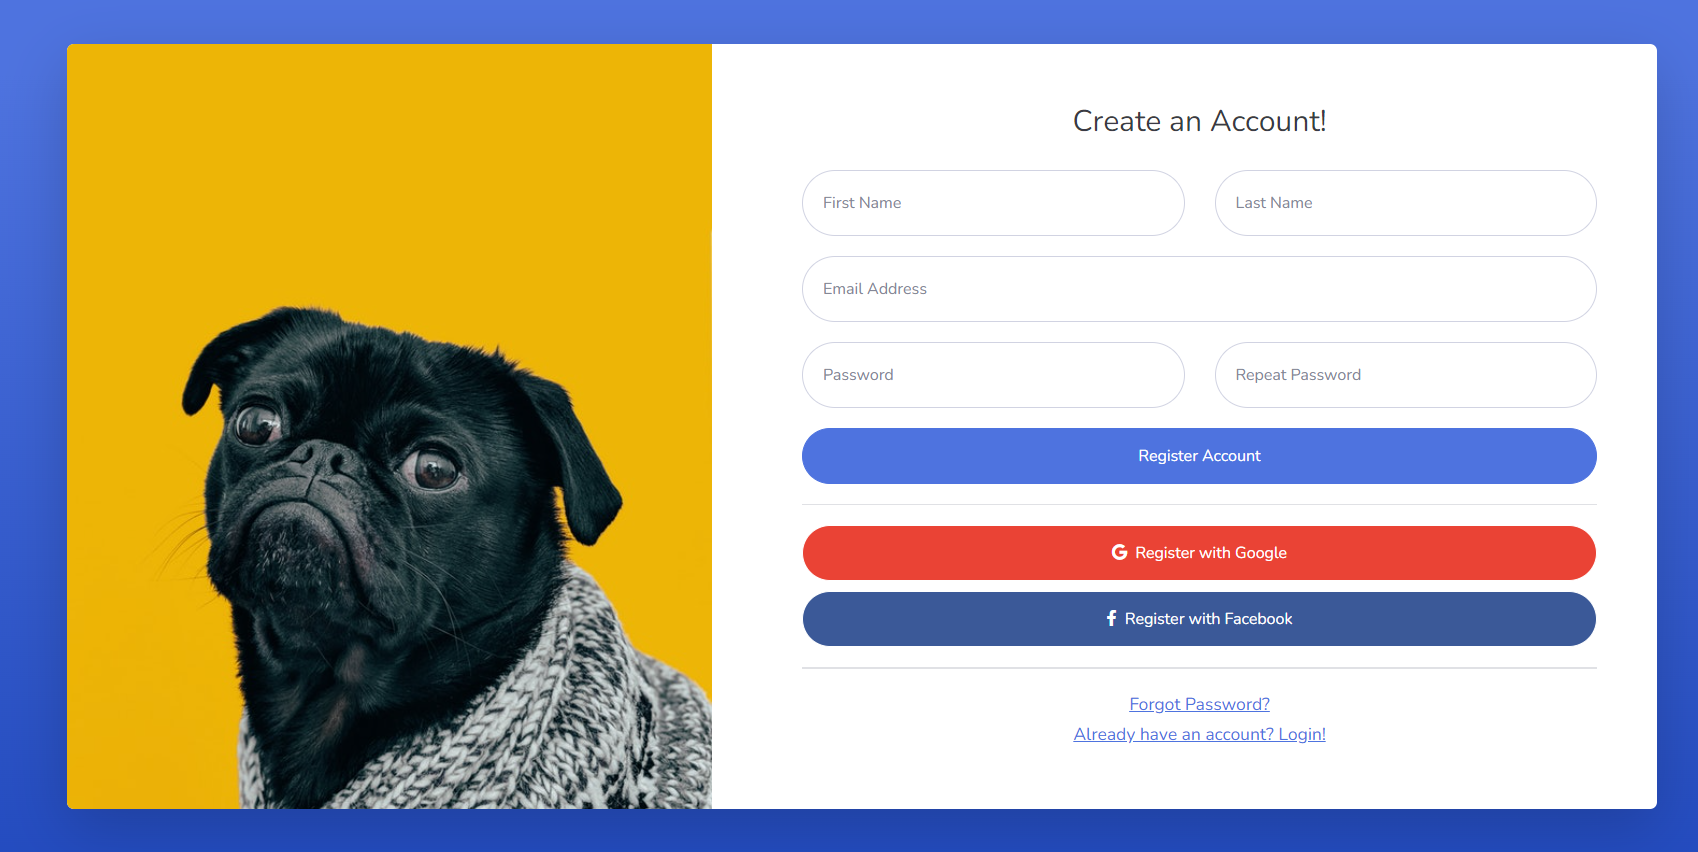 Create an Account!
First Name
Last Name
Email Address
Password
Repeat Password
Register Account
Register with Google
Register with Facebook
Forgot Password?
Already have an account? Login!